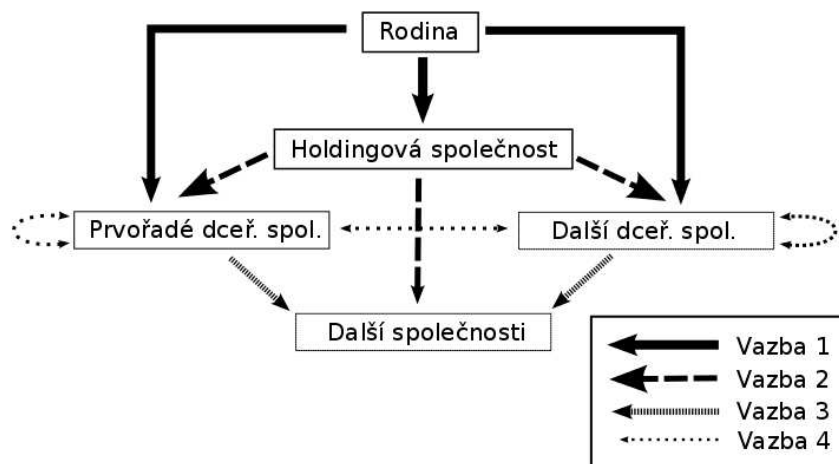 Rodina
Holdingová společnost
Prvořadé dceř. spol.
Další dceř. spol.
Další společnosti
Vazba 1
Vazba 2
Vazba 3
Vazba 4